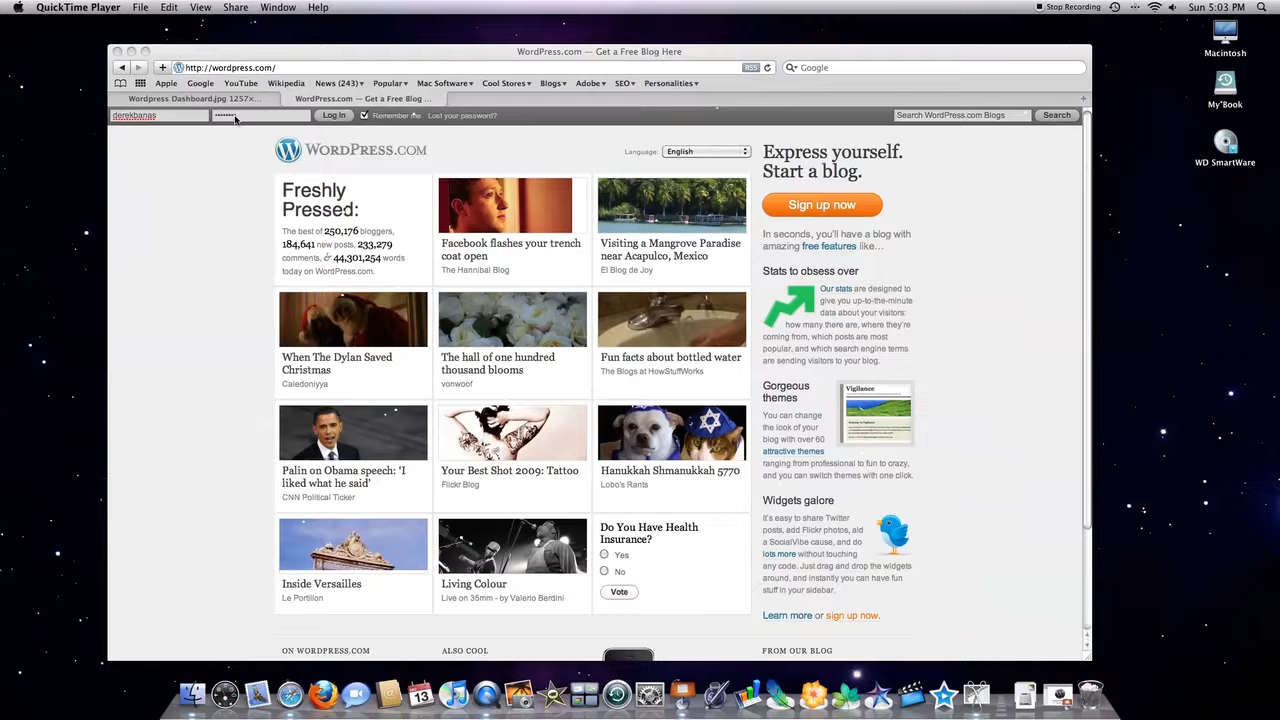 QuickTime Player File Edit View Share Window Help
Stop Recording
Sun 5:03 PM
WordPress.com — Get a Free Blog Here
http://wordpress.com/
RSS
Google
Apple Google YouTube Wikipedia News (243) Popular Mac Software Cool Stores Blogs Adobe SEO Personalities
Wordpress Dashboard.jpg 1257×...
WordPress.com — Get a Free Blog ...
derekbanas
Log In
Remember me
Lost your password?
Search WordPress.com Blogs
Search
Macintosh
My Book
WD SmartWare
WORDPRESS.COM
Language: English
Freshly
Pressed:
The best of 250,176 bloggers,
184,641 new posts, 233,279
comments, & 44,301,254 words
today on WordPress.com.
Facebook flashes your trench
coat open
The Hannibal Blog
Visiting a Mangrove Paradise
near Acapulco, Mexico
El Blog de Joy
When The Dylan Saved
Christmas
Caledoniyya
The hall of one hundred
thousand blooms
vonwoof
Fun facts about bottled water
The Blogs at HowStuffWorks
Palin on Obama speech: ‘I
liked what he said’
CNN Political Ticker
Your Best Shot 2009: Tattoo
Flickr Blog
Hanukkah Shmanukkah 5770
Lobo's Rants
Inside Versailles
Le Portillon
Living Colour
Live on 35mm - by Valerio Berdini
Do You Have Health
Insurance?
Yes
No
Vote
Express yourself.
Start a blog.
Sign up now
In seconds, you'll have a blog with
amazing free features like…
Stats to obsess over
Our stats are designed to
give you up-to-the-minute
data about your visitors:
how many there are, where they're
coming from, which posts are most
popular, and which search engine terms
are sending visitors to your blog.
Gorgeous
themes
Vigilance
You can change
the look of your
blog with over 60
attractive themes
ranging from professional to fun to crazy,
and you can switch themes with one click.
Widgets galore
It's easy to share Twitter
posts, add Flickr photos, aid
a SocialVibe cause, and do
lots more without touching
any code. Just drag and drop the widgets
around, and instantly you can have fun
stuff in your sidebar.
Learn more or sign up now.
ON WORDPRESS.COM
ALSO COOL
FROM OUR BLOG
13